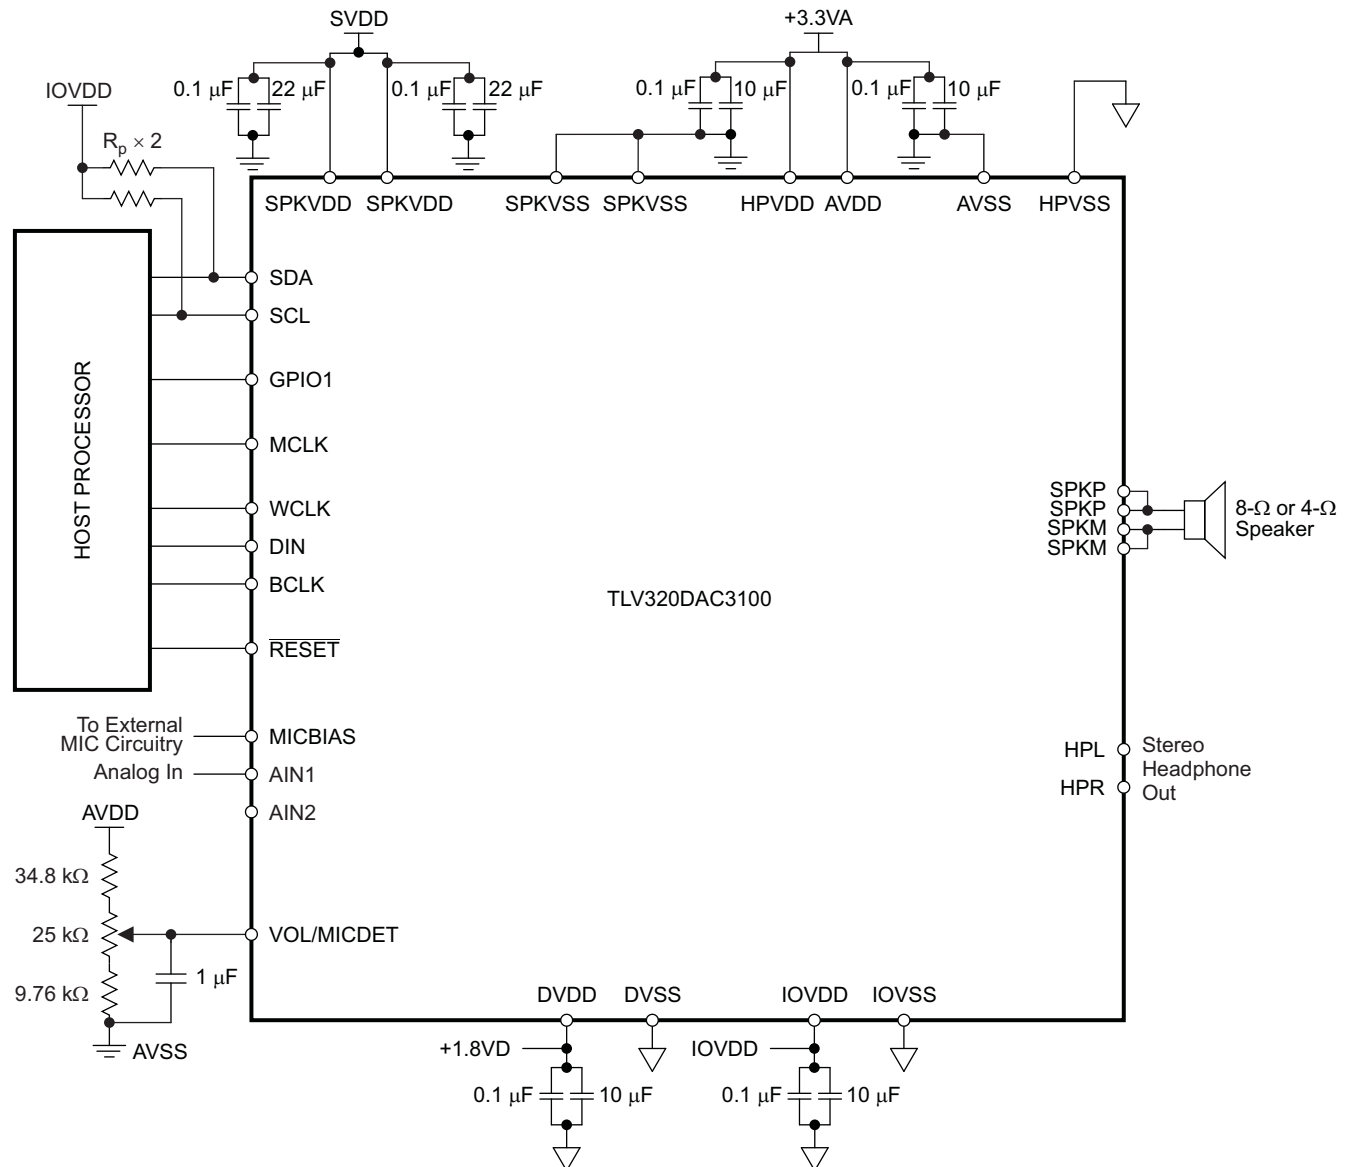 SVDD
+3.3VA
0.1 μF
22 μF
0.1 μF
22 μF
0.1 μF
10 μF
0.1 μF
10 μF
IOVDD
Rp × 2
SPKVDD
SPKVDD
SPKVSS
SPKVSS
HPVDD
AVDD
AVSS
HPVSS
HOST PROCESSOR
SDA
SCL
GPIO1
MCLK
WCLK
DIN
BCLK
RESET
SPKP
SPKP
SPKM
SPKM
8-Ω or 4-Ω
Speaker
TLV320DAC3100
To External
MIC Circuitry
MICBIAS
Analog In
AIN1
AIN2
HPL
HPR
Stereo
Headphone
Out
AVDD
34.8 kΩ
25 kΩ
9.76 kΩ
VOL/MICDET
1 μF
AVSS
DVDD
DVSS
IOVDD
IOVSS
+1.8VD
IOVDD
0.1 μF
10 μF
0.1 μF
10 μF